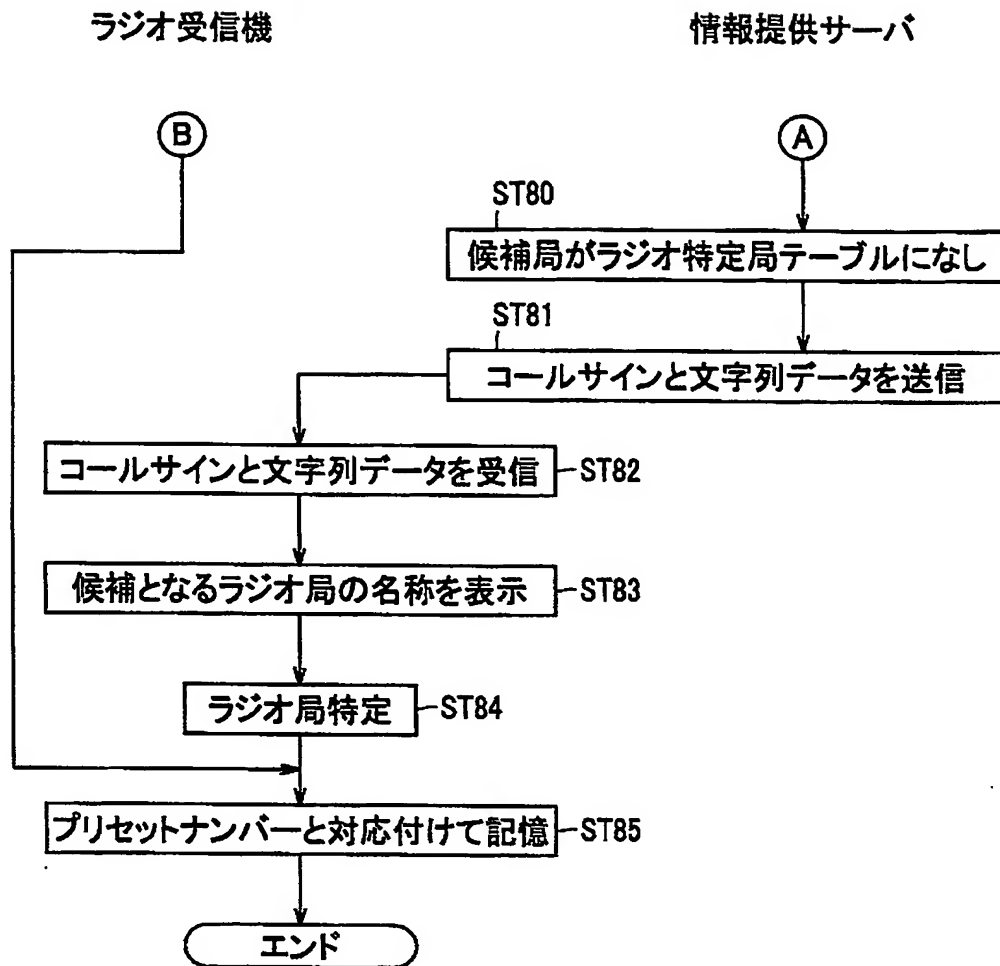 ラジオ受信機
情報提供サーバ
B
A
ST80
候補局がラジオ特定局テーブルになし
ST81
コールサインと文字列データを送信
コールサインと文字列データを受信
ST82
候補となるラジオ局の名称を表示
ST83
ラジオ局特定
ST84
プリセットナンバーと対応付けて記憶
ST85
エンド